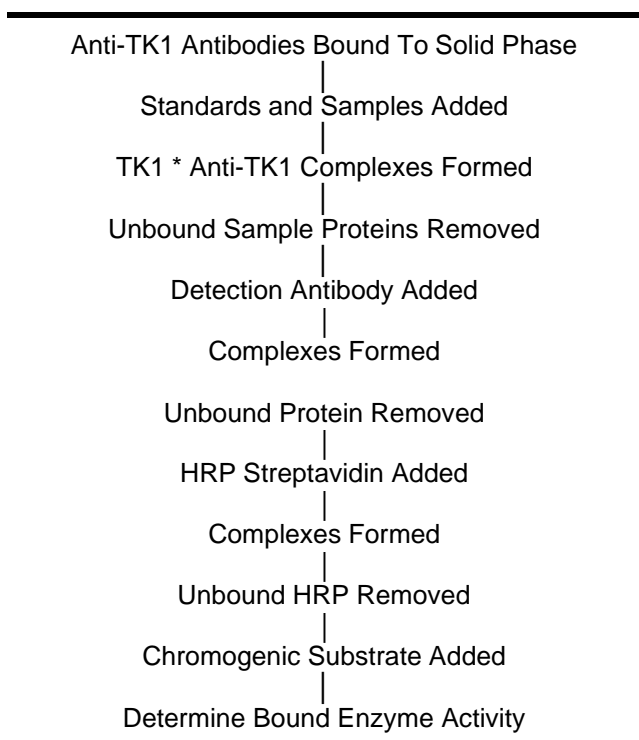 Anti-TK1 Antibodies Bound To Solid Phase
Standards and Samples Added
TK1 * Anti-TK1 Complexes Formed
Unbound Sample Proteins Removed
Detection Antibody Added
Complexes Formed
Unbound Protein Removed
HRP Streptavidin Added
Complexes Formed
Unbound HRP Removed
Chromogenic Substrate Added
Determine Bound Enzyme Activity